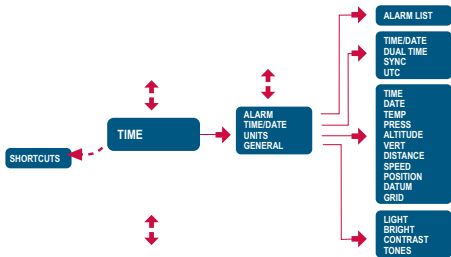 SHORTCUTS
TIME
ALARM
TIME/DATE
UNITS
GENERAL
ALARM LIST
TIME/DATE
DUAL TIME
SYNC
UTC
TIME
DATE
TEMP
PRESS
ALTITUDE
VERT
DISTANCE
SPEED
POSITION
DATUM
GRID
LIGHT
BRIGHT
CONTRAST
TONES